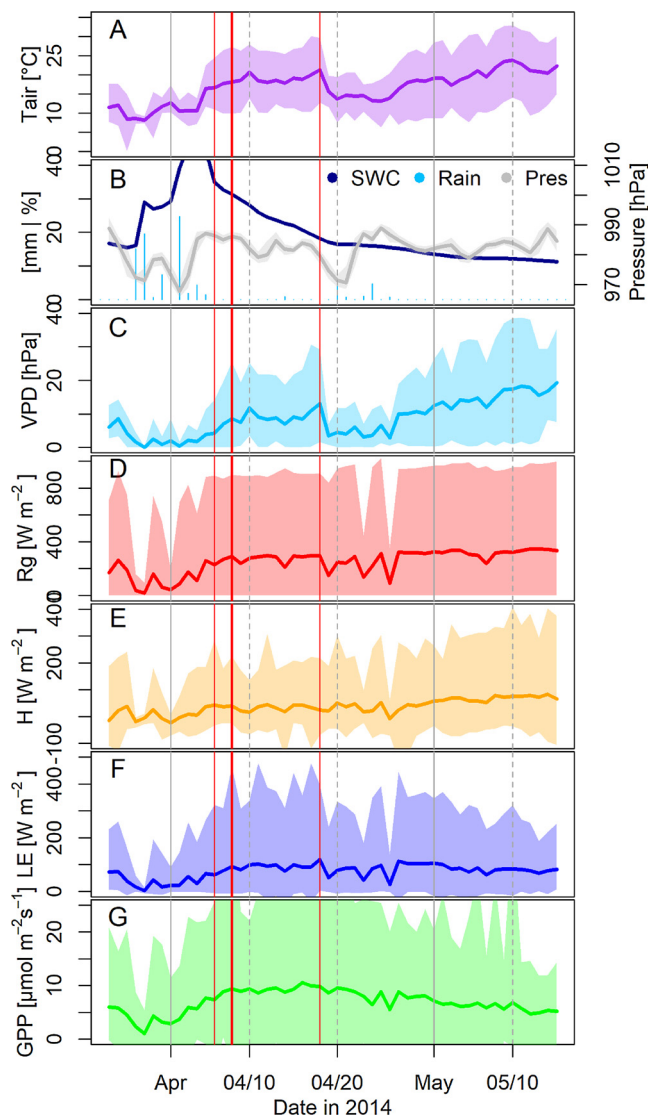 A
Tair [°C]
25
10
B
SWC
Rain
Pres
[mm | %]
40
20
0
Pressure [hPa]
1010
990
970
C
VPD [hPa]
40
20
0
D
Rg [W m−2]
800
400
0
E
H [W m−2]
400
200
-100
F
LE [W m−2]
400
200
0
G
GPP [µmol m−2s−1]
20
10
0
Apr 04/10 04/20 May 05/10
Date in 2014